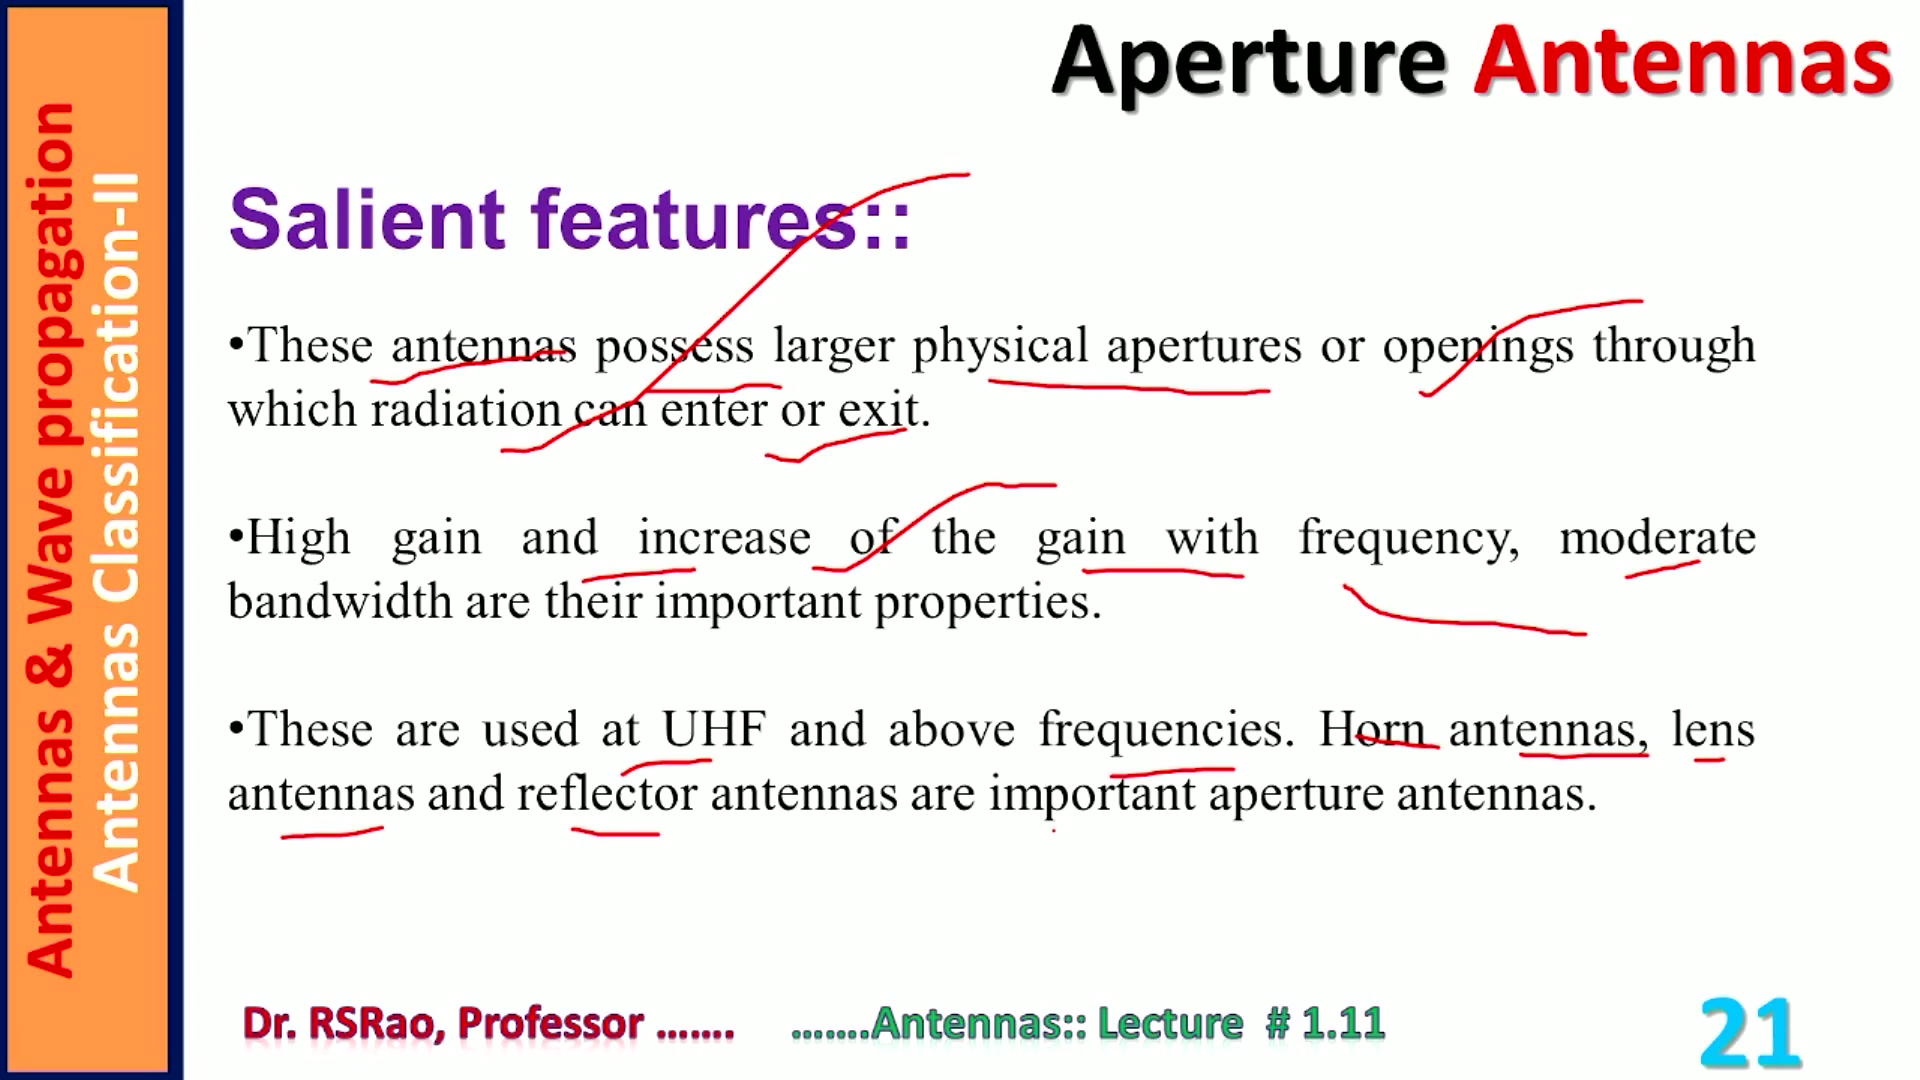 Aperture Antennas
Antennas & Wave propagation
Antennas Classification-II
Salient features::
•These antennas possess larger physical apertures or openings through
which radiation can enter or exit.
•High gain and increase of the gain with frequency, moderate
bandwidth are their important properties.
•These are used at UHF and above frequencies. Horn antennas, lens
antennas and reflector antennas are important aperture antennas.
Dr. RSRao, Professor ....... .......Antennas:: Lecture # 1.11
21